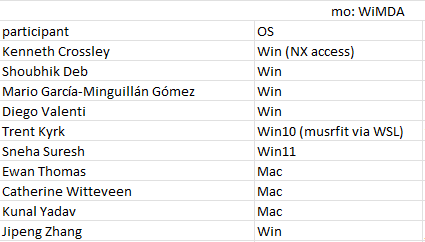 mo: WiMDA
participant OS
Kenneth Crossley Win (NX access)
Shoubhik Deb Win
Mario García-Minguillán Gómez Win
Diego Valenti Win
Trent Kyrk Win10 (musrfit via WSL)
Sneha Suresh Win11
Ewan Thomas Mac
Catherine Witteveen Mac
Kunal Yadav Mac
Jipeng Zhang Win